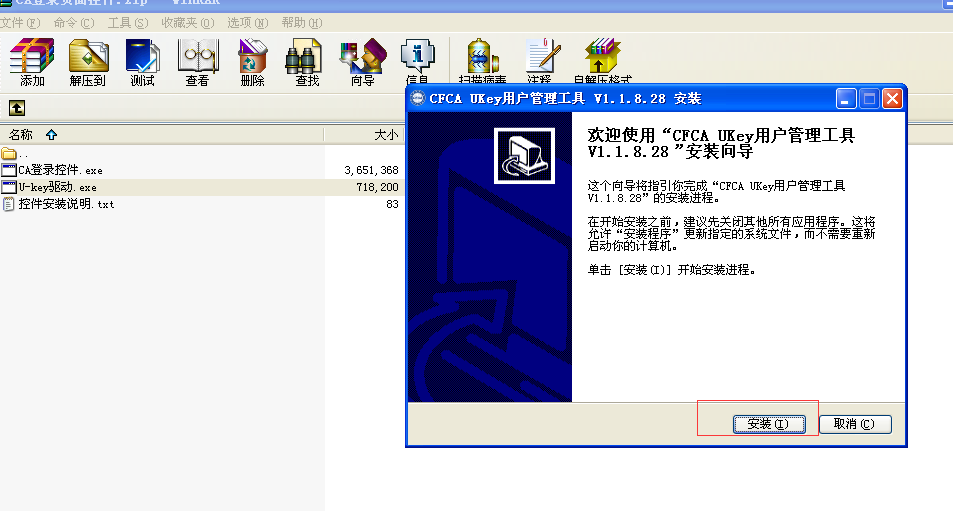 CA登录页面控件.zip - WinRAR
文件(F) 命令(C) 工具(S) 收藏夹(O) 选项(N) 帮助(H)
添加 解压到 测试 查看 删除 查找 向导 信息 扫描病毒 注释 自解压格式
名称 大小
..
CA登录控件.exe 3,651,368
U-key驱动.exe 718,200
控件安装说明.txt 83
CFCA UKey用户管理工具 V1.1.8.28 安装
欢迎使用“CFCA UKey用户管理工具
V1.1.8.28 ”安装向导
这个向导将指引你完成“CFCA UKey用户管理工具
V1.1.8.28”的安装进程。
在开始安装之前，建议先关闭其他所有应用程序。这将
允许“安装程序”更新指定的系统文件，而不需要重新
启动你的计算机。
单击 [安装(I)] 开始安装进程。
安装(I) 取消(C)